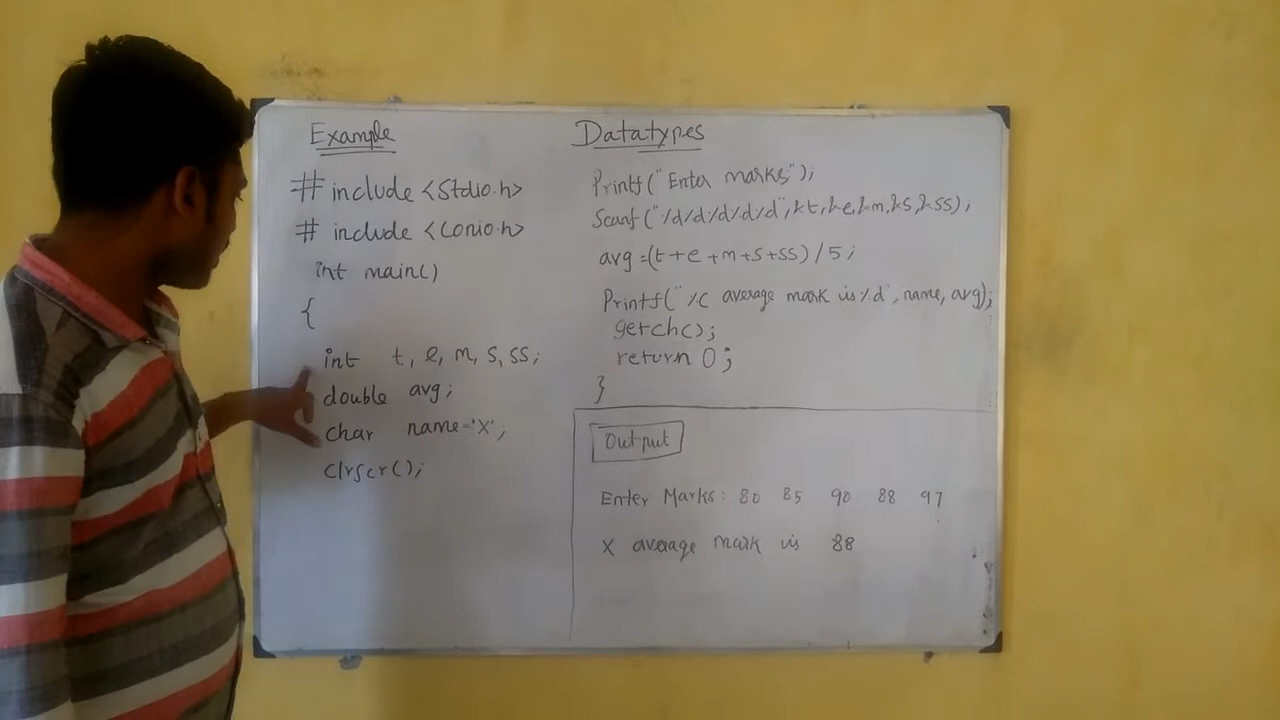 Example
# include <Stdio.h>
# include <Conio.h>
int main()
{
int t, e, m, s, ss;
double avg;
char name='X';
clrscr();
Datatypes
Printf("Enter marks");
Scanf("%d%d%d%d%d",&t,&e,&m,&s,&ss);
avg=(t+e+m+s+ss)/5;
Printf("%c average mark is %d", name, avg);
getch();
return 0;
}
Output
Enter Marks: 80 85 90 88 97
X average mark is 88